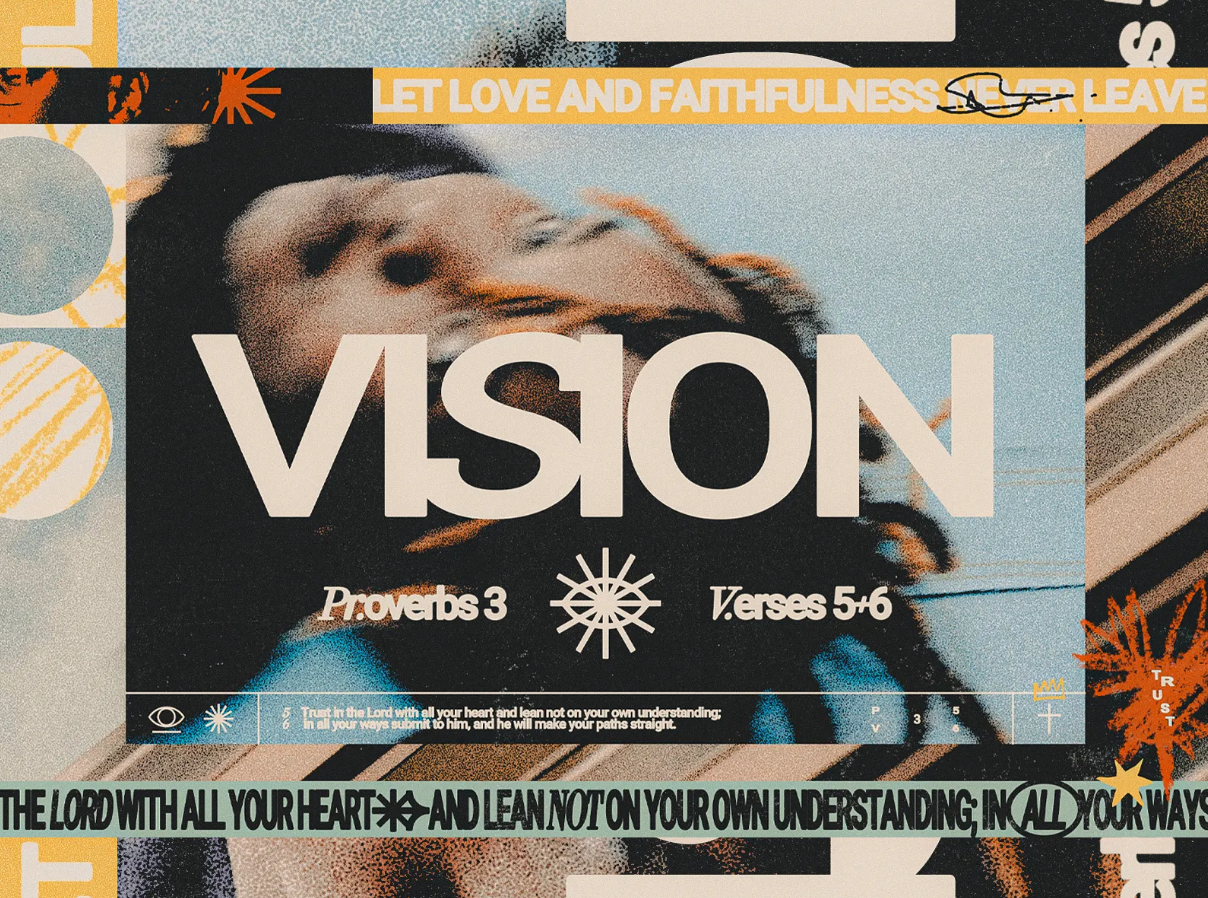 LET LOVE AND FAITHFULNESS NEVER LEAVE
VISION
Pr:overbs 3
V.erses 5+6
5 Trust in the Lord with all your heart and lean not on your own understanding;
6 in all your ways submit to him, and he will make your paths straight.
P 5
3
V 6
TRUST
THE LORD WITH ALL YOUR HEART AND LEAN NOT ON YOUR OWN UNDERSTANDING; IN ALL YOUR WAYS